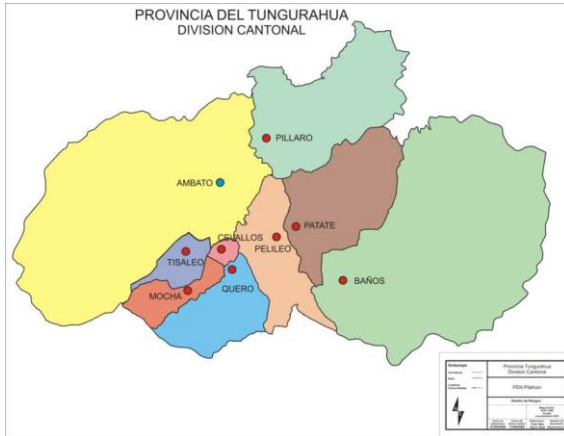 PROVINCIA DEL TUNGURAHUA
DIVISION CANTONAL
PILLARO
AMBATO
PATATE
CEVALLOS
PELILEO
TISALEO
BAÑOS
MOCHA
QUERO
Provincia Tungurahua
Division Cantonal
PDA Pilahuin